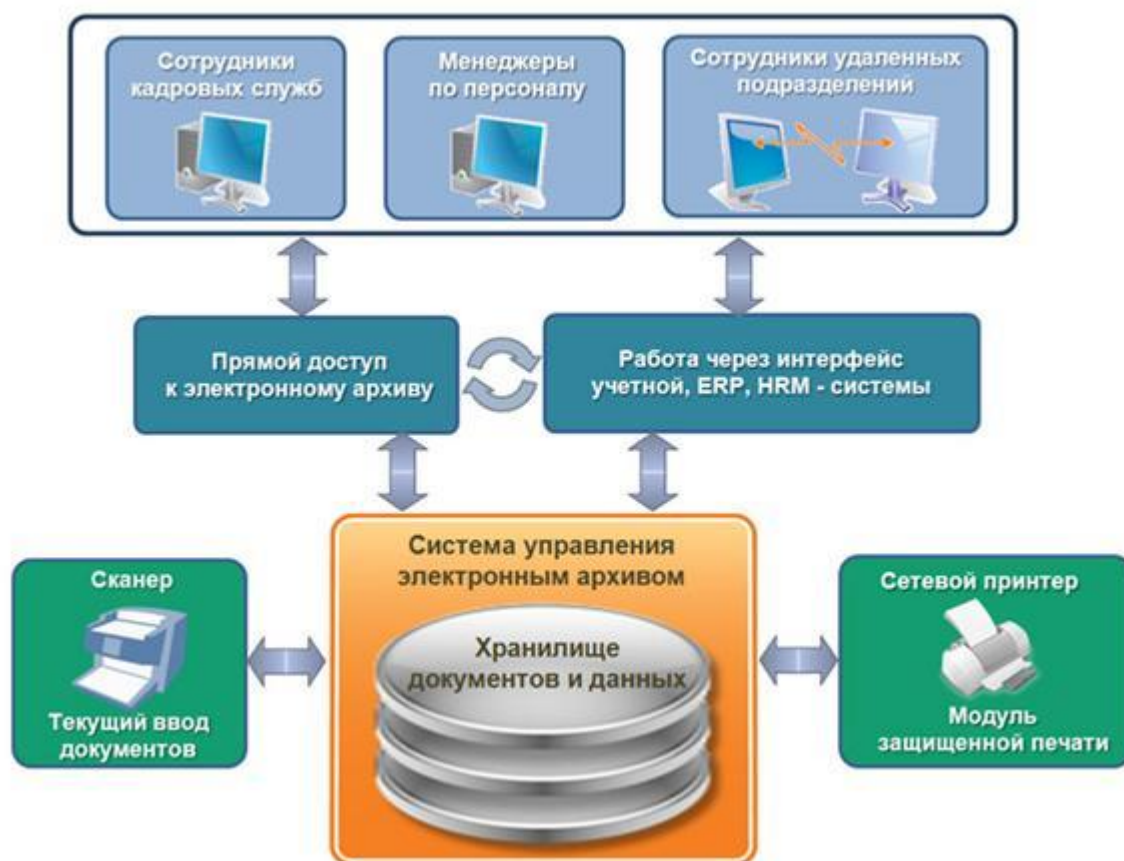 Сотрудники
кадровых служб
Менеджеры
по персоналу
Сотрудники удаленных
подразделений
Прямой доступ
к электронному архиву
Работа через интерфейс
учетной, ERP, HRM - системы
Система управления
электронным архивом
Хранилище
документов и данных
Сканер
Текущий ввод
документов
Сетевой принтер
Модуль
защищенной печати